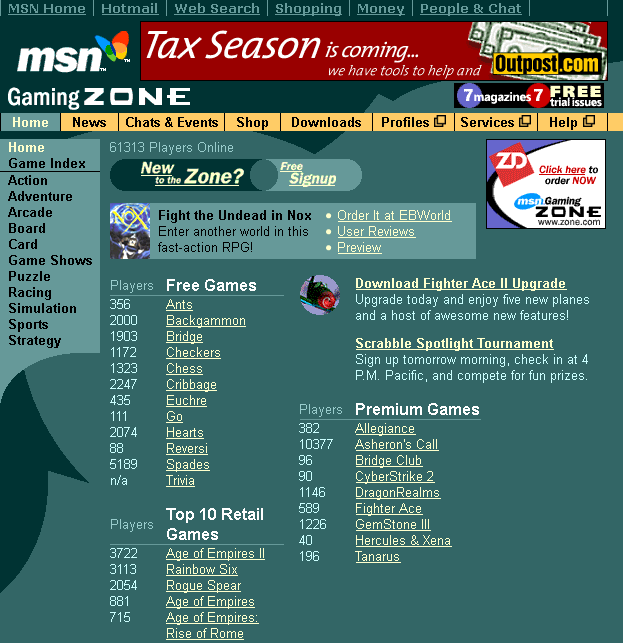 MSN Home Hotmail Web Search Shopping Money People & Chat
msn
Tax Season is coming...
we have tools to help and
Outpost.com
Gaming ZONE
7 magazines 7 FREE
trial issues
Home News Chats & Events Shop Downloads Profiles Services Help
Home
Game Index
Action
Adventure
Arcade
Board
Card
Game Shows
Puzzle
Racing
Simulation
Sports
Strategy
61313 Players Online
New to the Zone?
Free Signup
NOX
Fight the Undead in Nox
Enter another world in this
fast-action RPG!
• Order It at EBWorld
• User Reviews
• Preview
ZD
Click here to
order NOW
msn Gaming
ZONE
www.zone.com
Players Free Games
356 Ants
2000 Backgammon
1903 Bridge
1172 Checkers
1323 Chess
2247 Cribbage
435 Euchre
111 Go
2074 Hearts
88 Reversi
5189 Spades
n/a Trivia
Players Top 10 Retail
Games
3722 Age of Empires II
3113 Rainbow Six
2054 Rogue Spear
881 Age of Empires
715 Age of Empires:
Rise of Rome
Download Fighter Ace II Upgrade
Upgrade today and enjoy five new planes
and a host of awesome new features!
Scrabble Spotlight Tournament
Sign up tomorrow morning, check in at 4
P.M. Pacific, and compete for fun prizes.
Players Premium Games
382 Allegiance
10377 Asheron's Call
96 Bridge Club
90 CyberStrike 2
1146 DragonRealms
589 Fighter Ace
1226 GemStone III
40 Hercules & Xena
196 Tanarus